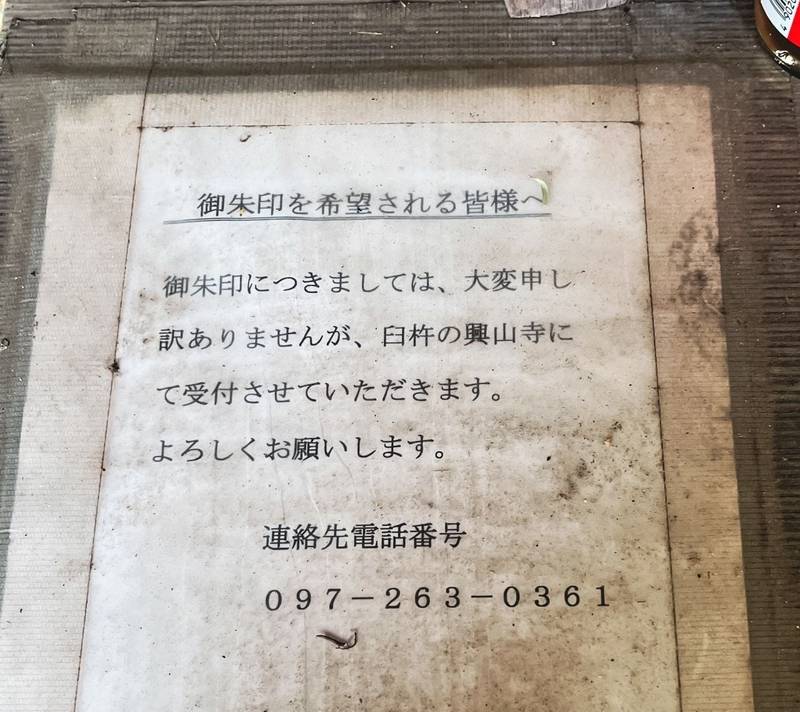 御朱印を希望される皆様へ
御朱印につきましては、大変申し
訳ありませんが、臼杵の興山寺に
て受付させていただきます。
よろしくお願いします。
連絡先電話番号
０９７－２６３－０３６１